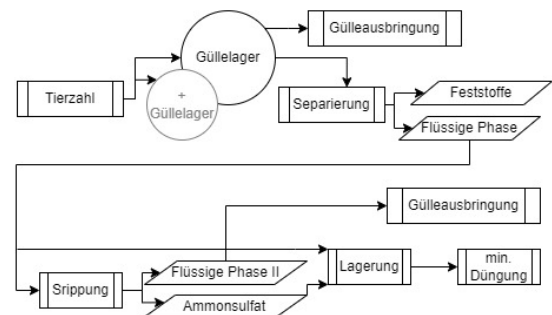 Gülleausbringung
Güllelager
Tierzahl
+
Güllelager
Separierung
Feststoffe
Flüssige Phase
Gülleausbringung
Flüssige Phase II
Lagerung
min.
Düngung
Srippung
Ammonsulfat